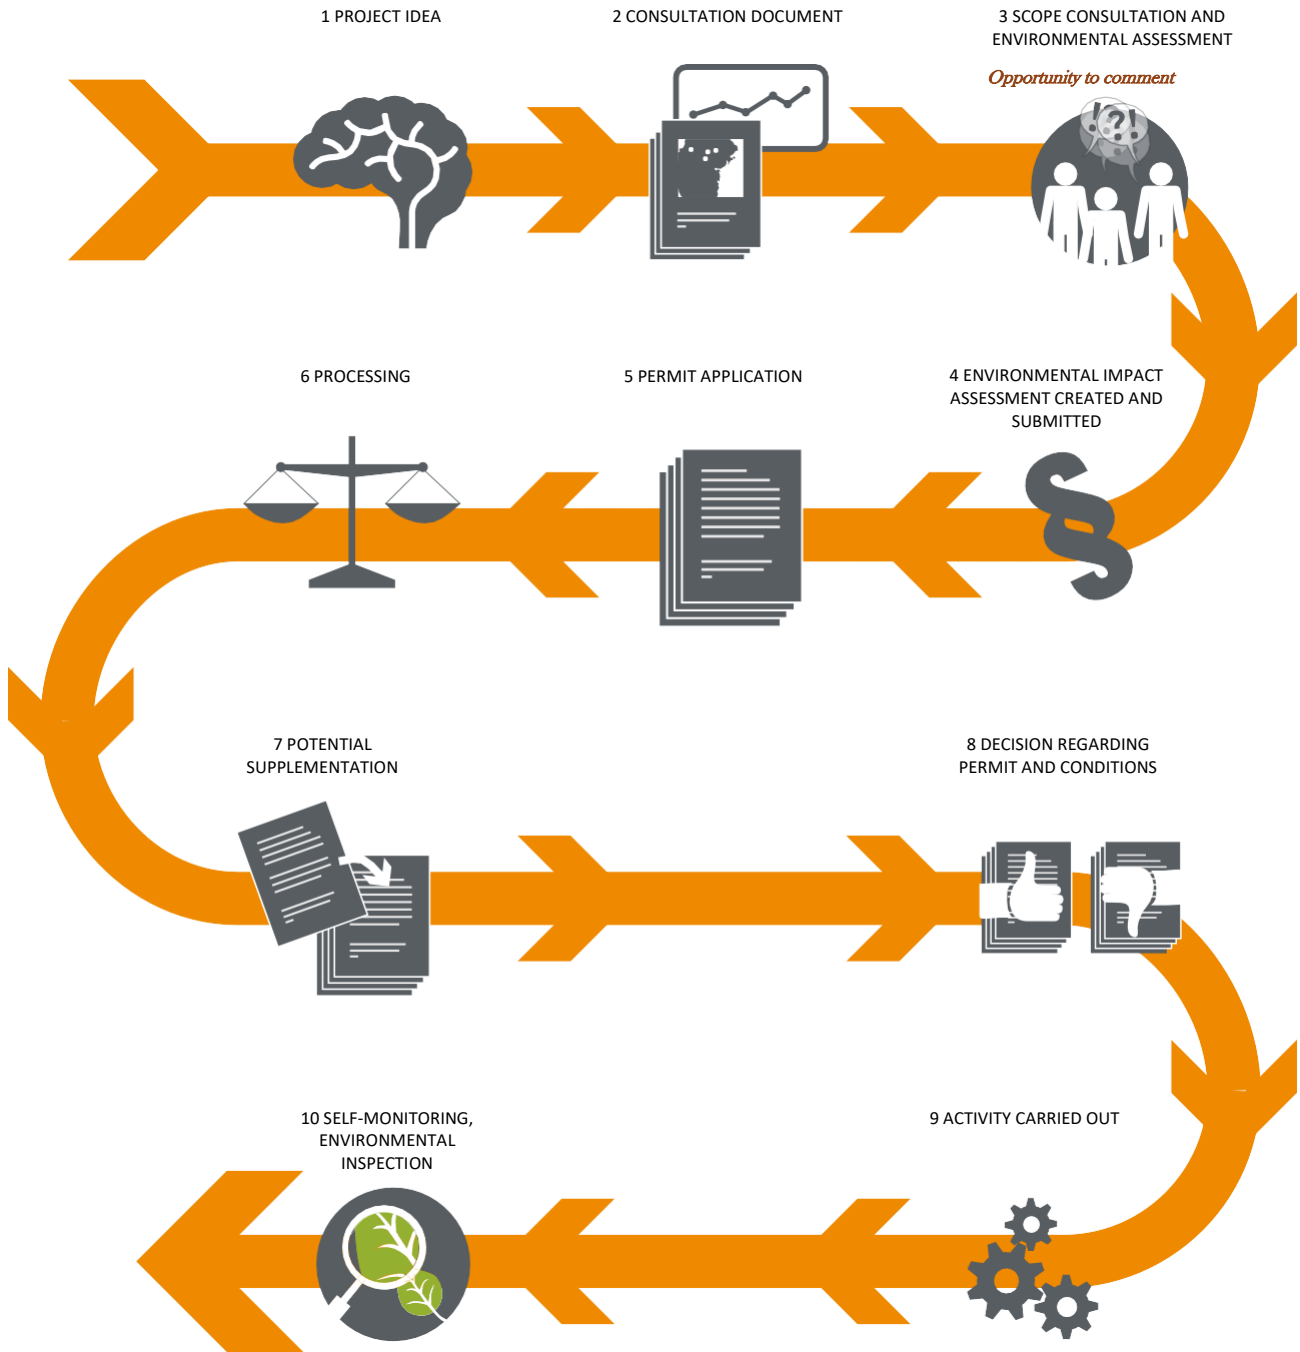 1 PROJECT IDEA
2 CONSULTATION DOCUMENT
3 SCOPE CONSULTATION AND
ENVIRONMENTAL ASSESSMENT
Opportunity to comment
!?!
4 ENVIRONMENTAL IMPACT
ASSESSMENT CREATED AND
SUBMITTED
§
5 PERMIT APPLICATION
6 PROCESSING
7 POTENTIAL
SUPPLEMENTATION
8 DECISION REGARDING
PERMIT AND CONDITIONS
9 ACTIVITY CARRIED OUT
10 SELF-MONITORING,
ENVIRONMENTAL
INSPECTION